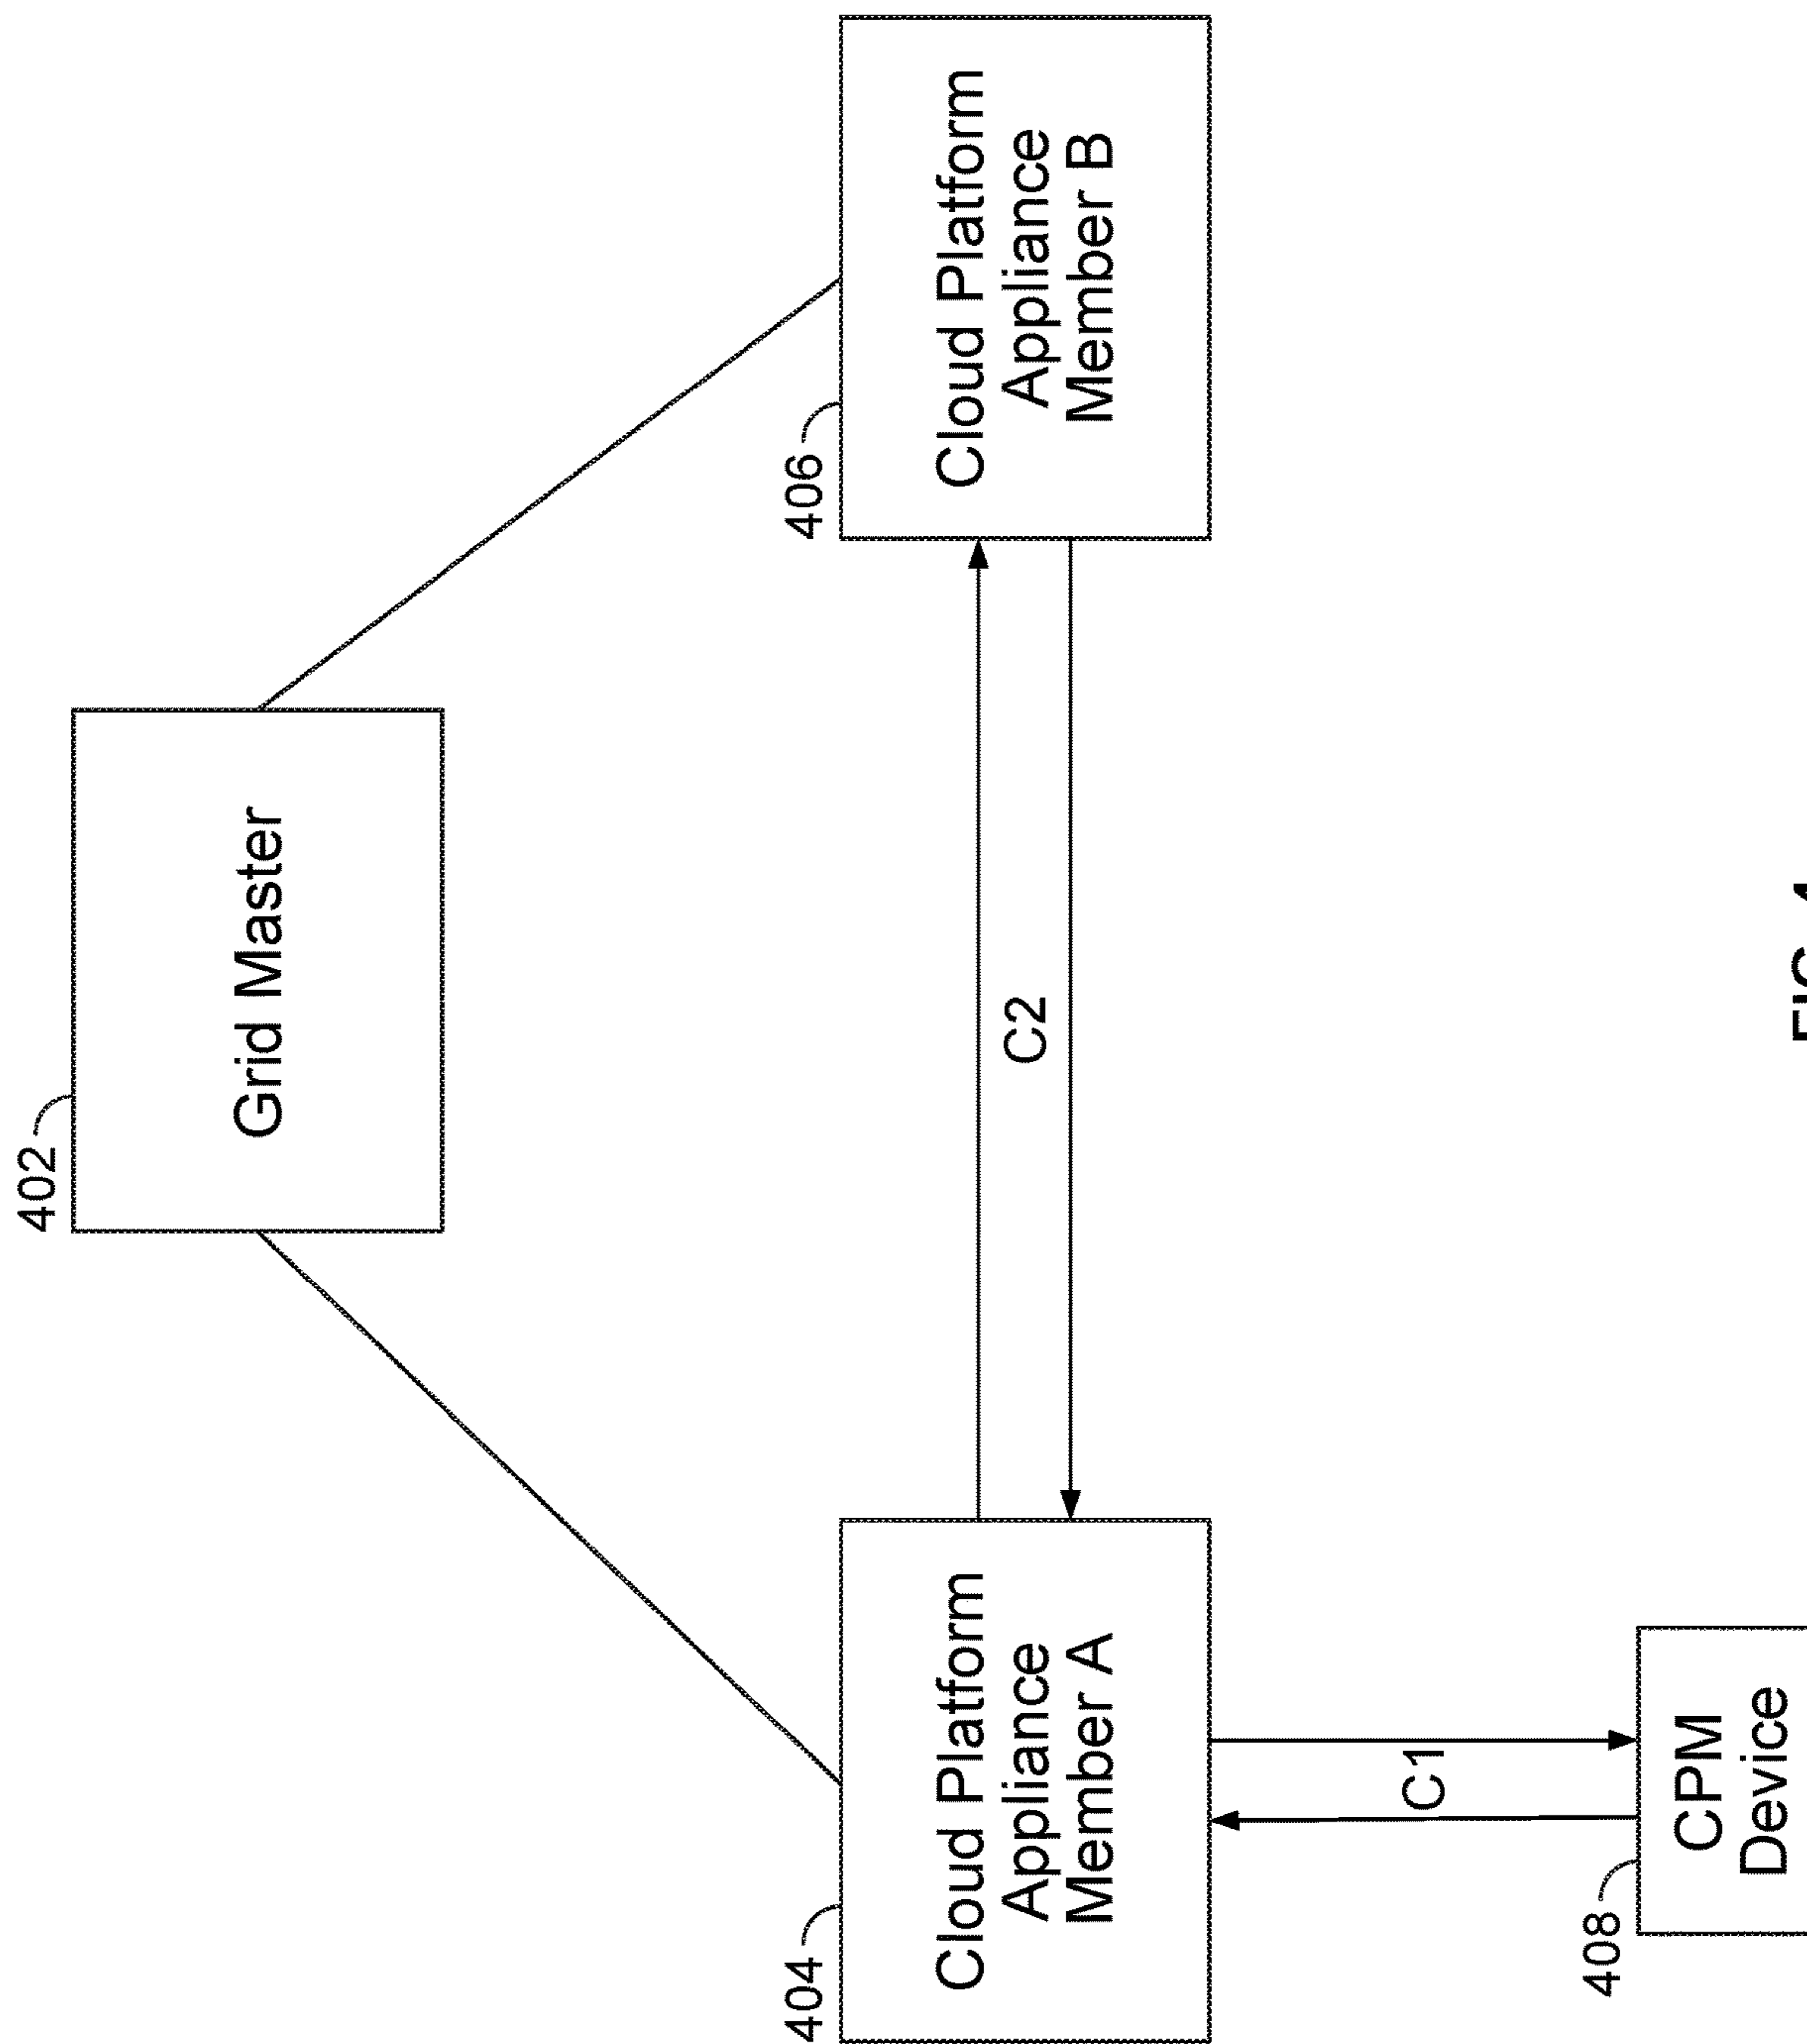 402
Grid Master
404
Cloud Platform
Appliance
Member A
C2
406
Cloud Platform
Appliance
Member B
C1
408
CPM
Device